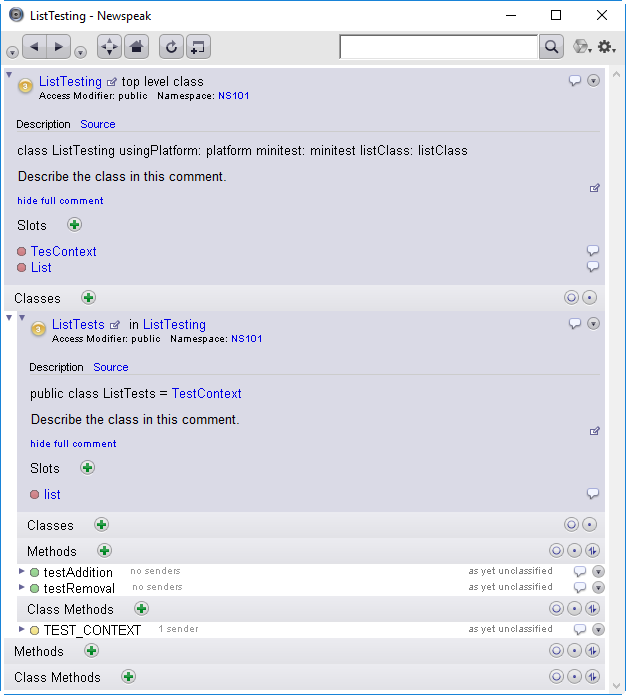 ListTesting - Newspeak
3 ListTesting top level class
Access Modifier: public Namespace: NS101
Description Source
class ListTesting usingPlatform: platform minitest: minitest listClass: listClass
Describe the class in this comment.
hide full comment
Slots
TesContext
List
Classes
3 ListTests in ListTesting
Access Modifier: public Namespace: NS101
Description Source
public class ListTests = TestContext
Describe the class in this comment.
hide full comment
Slots
list
Classes
Methods
testAddition no senders as yet unclassified
testRemoval no senders as yet unclassified
Class Methods
TEST_CONTEXT 1 sender as yet unclassified
Methods
Class Methods